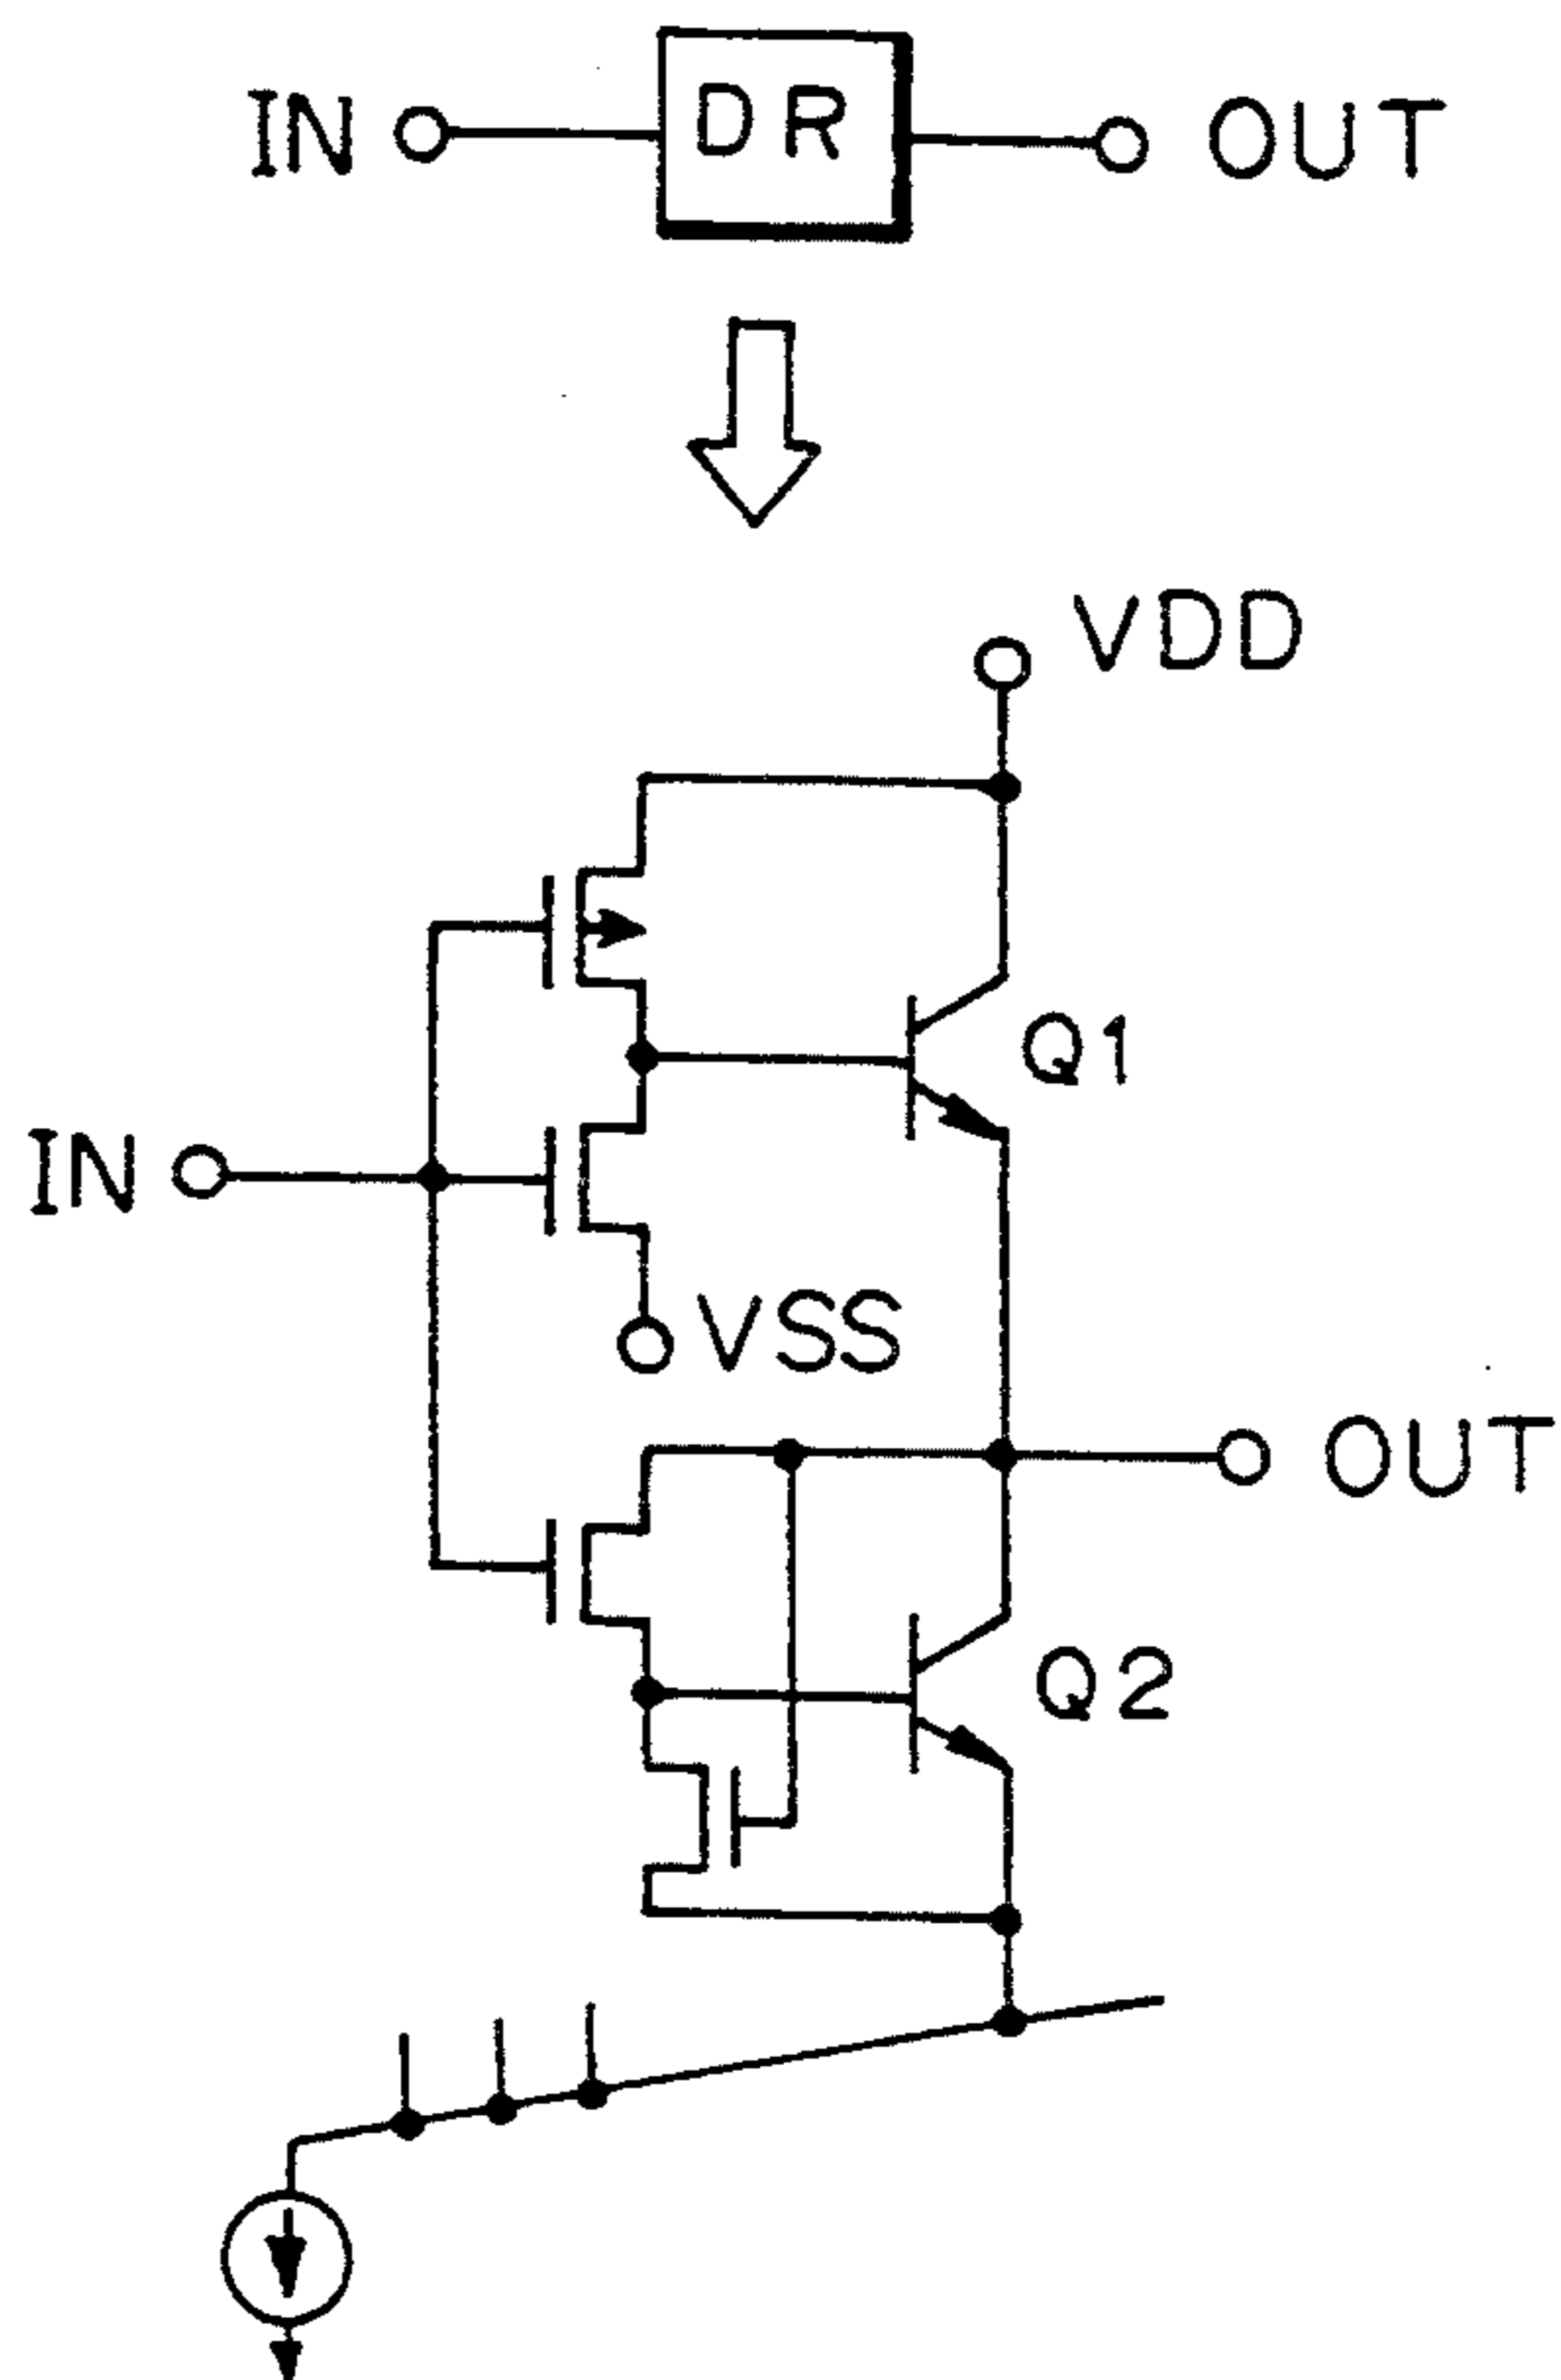 IN DR OUT
VDD
Q1
IN
VSS
OUT
Q2